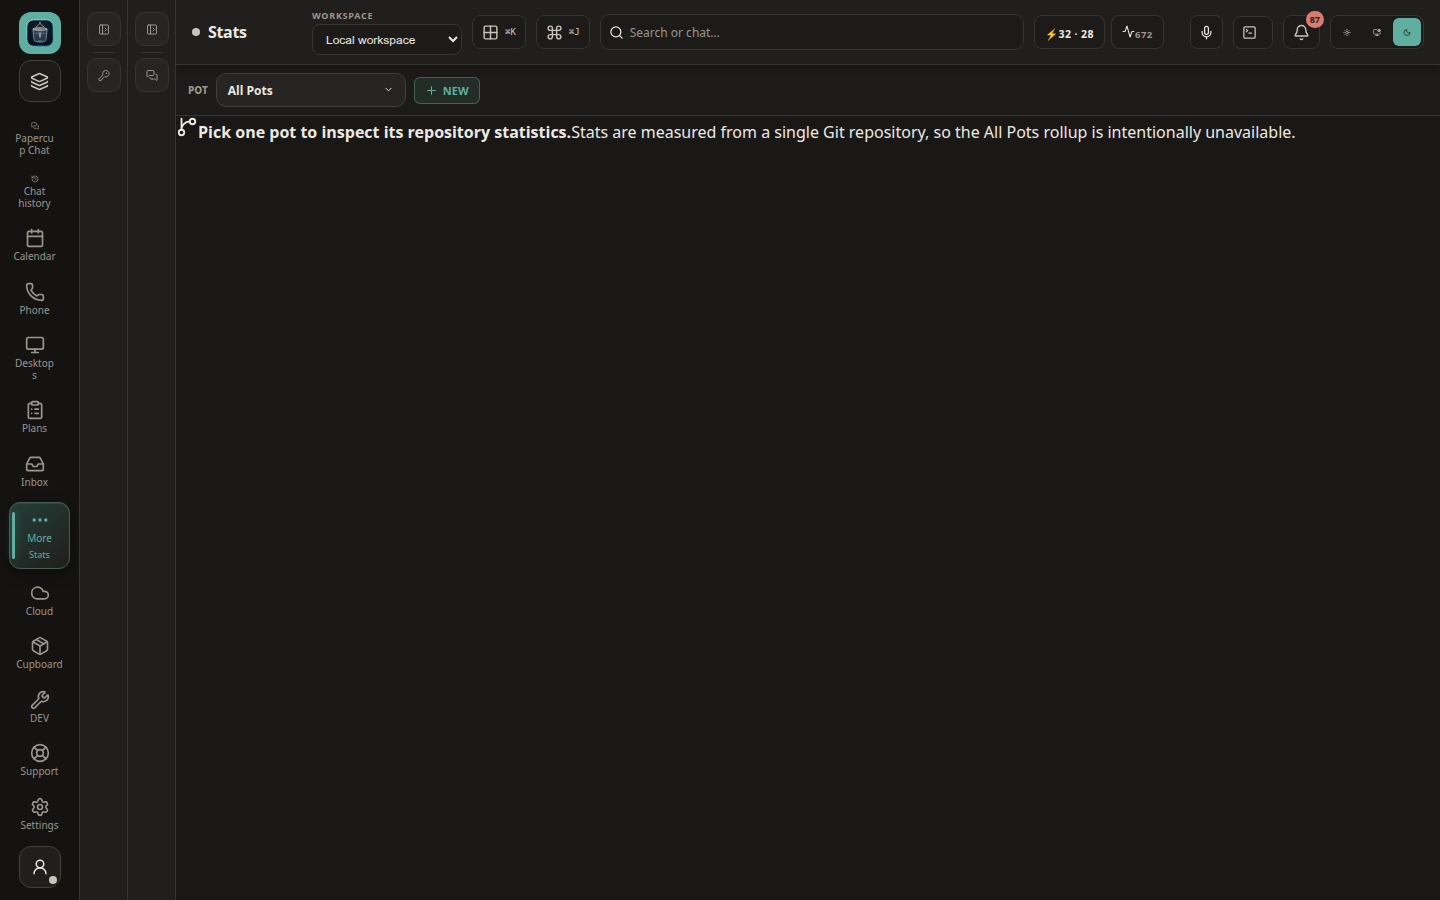 Stats
WORKSPACE
Local workspace
⌘K
⌘J
Search or chat...
⚡32 · 28
672
87
POT
All Pots
+ NEW
Pick one pot to inspect its repository statistics.Stats are measured from a single Git repository, so the All Pots rollup is intentionally unavailable.
Papercu
p Chat
Chat
history
Calendar
Phone
Desktop
s
Plans
Inbox
More
Stats
Cloud
Cupboard
DEV
Support
Settings